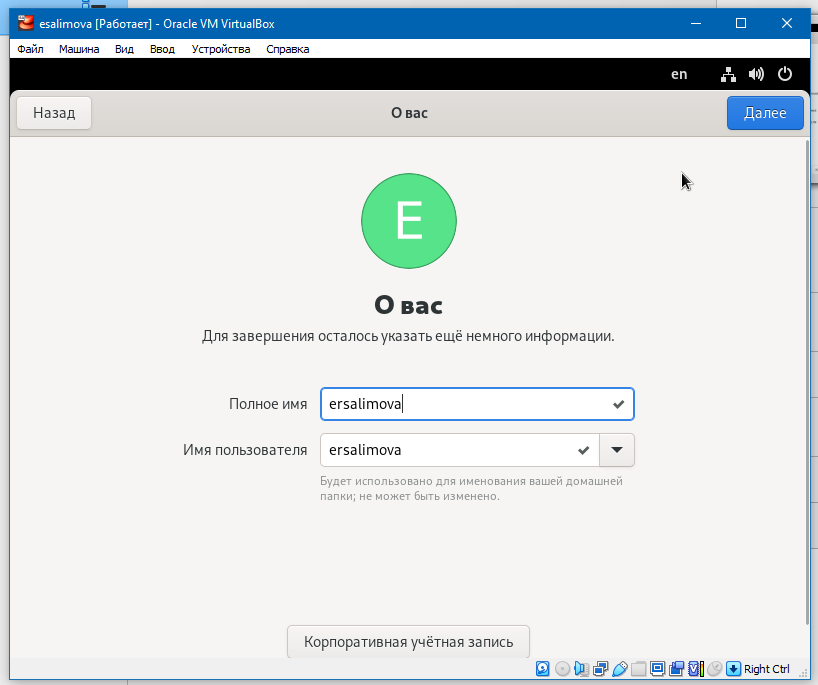 esalimova [Работает] - Oracle VM VirtualBox
Файл Машина Вид Ввод Устройства Справка
en
Назад О вас Далее
E
О вас
Для завершения осталось указать ещё немного информации.
Полное имя ersalimova
Имя пользователя ersalimova
Будет использовано для именования вашей домашней
папки; не может быть изменено.
Корпоративная учётная запись
Right Ctrl